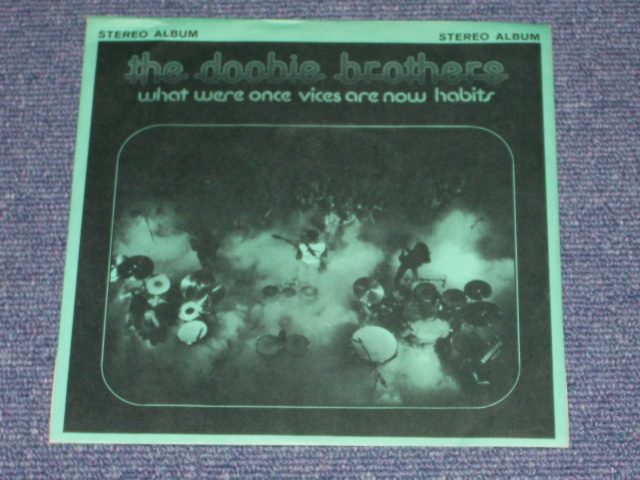 STEREO ALBUM
STEREO ALBUM
the doobie brothers
what were once vices are now habits